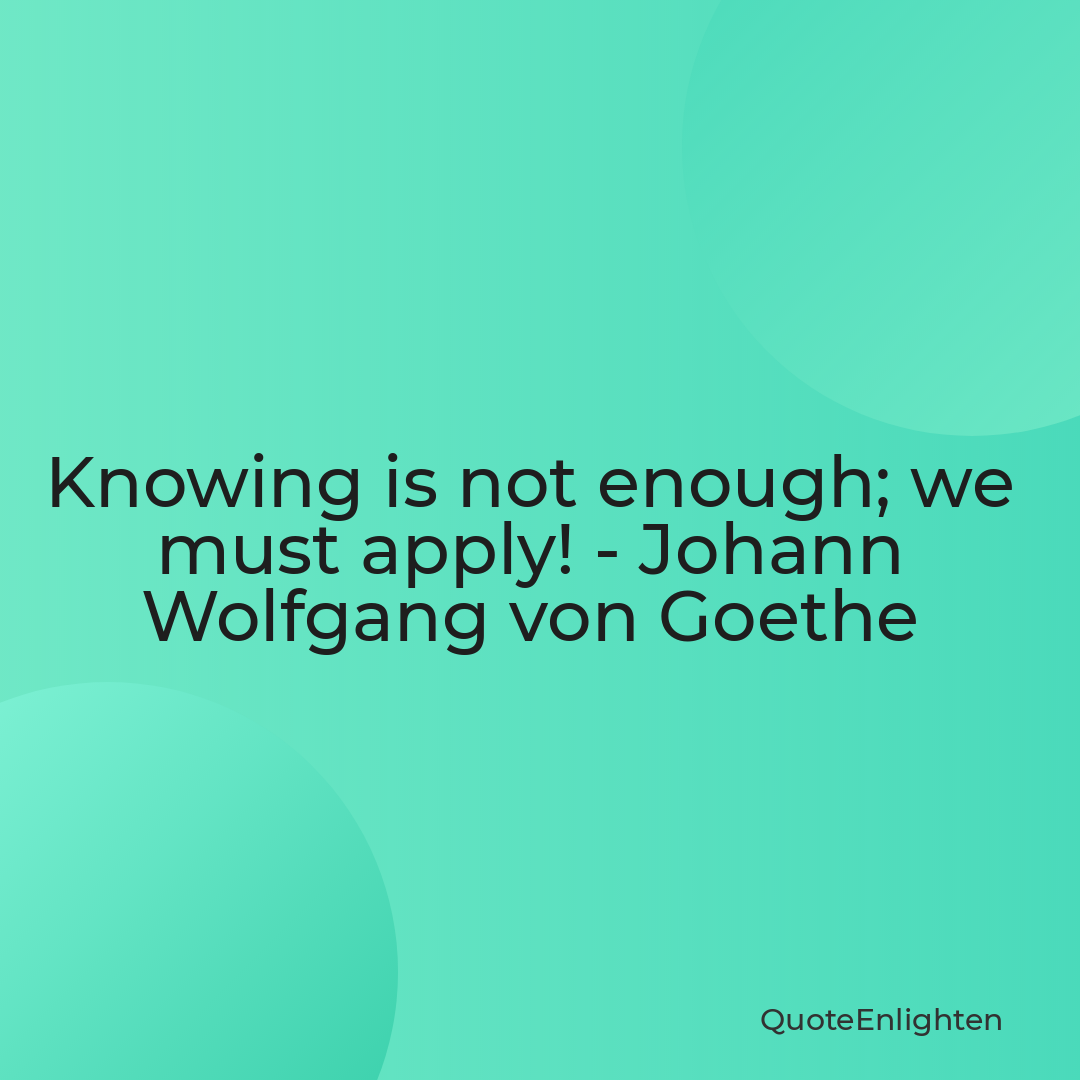 Knowing is not enough; we
must apply! - Johann
Wolfgang von Goethe
QuoteEnlighten